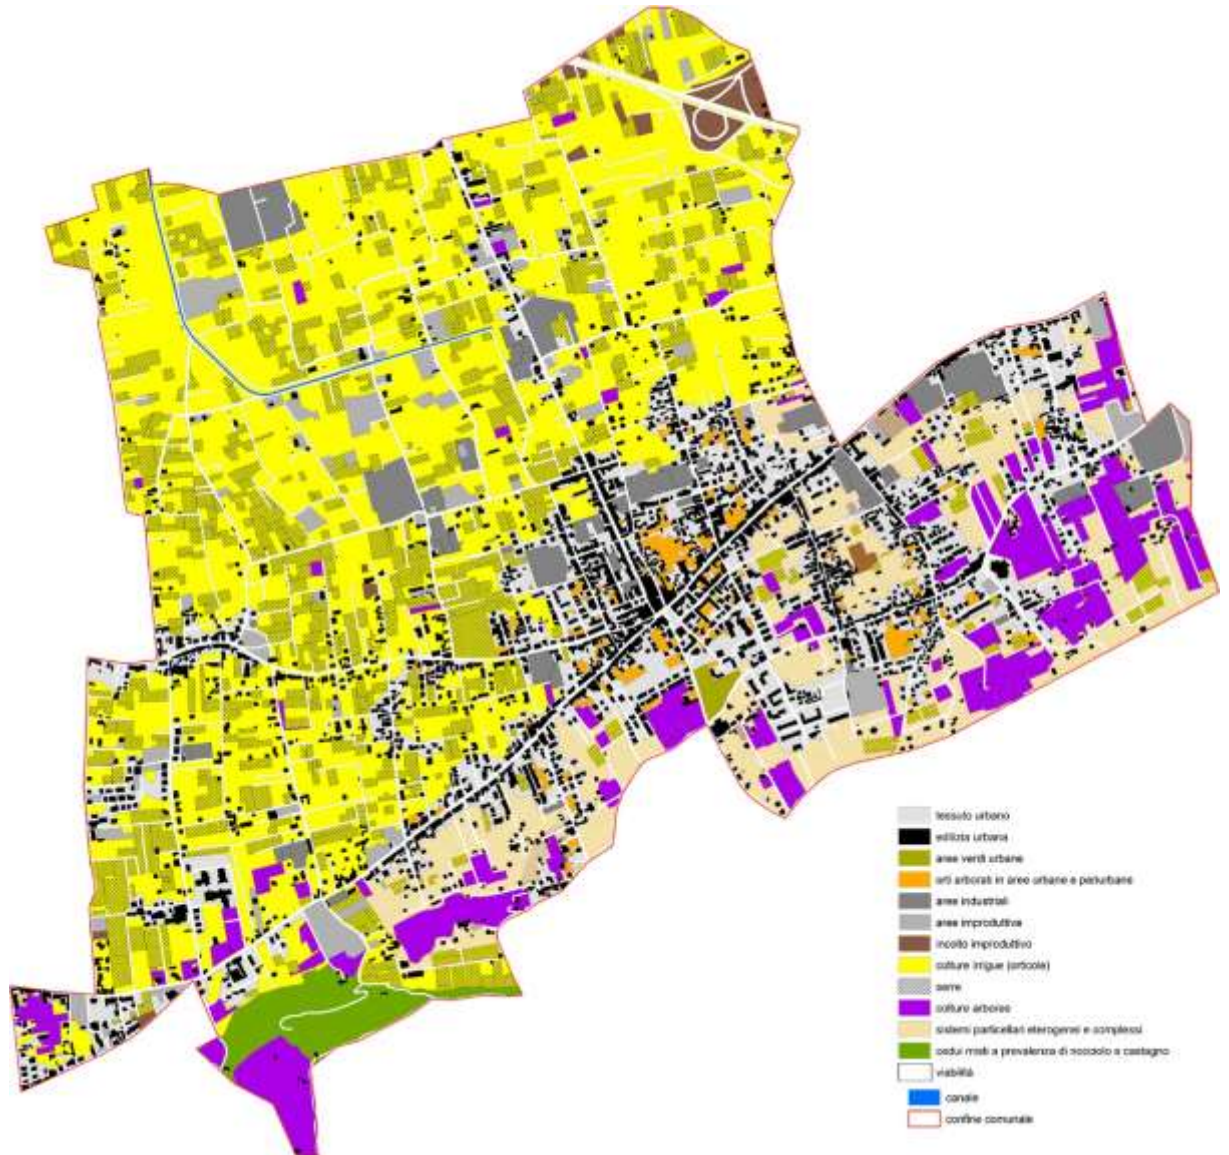 tessuto urbano
edilizia urbana
aree verdi urbane
orti arborati in aree urbane e periurbane
aree industriali
aree improduttive
incolto improduttivo
colture irrigue (orticole)
serre
colture arboree
sistemi particellari eterogenei e complessi
cedui misti a prevalenza di nocciolo e castagno
viabilità
canale
confine comunale